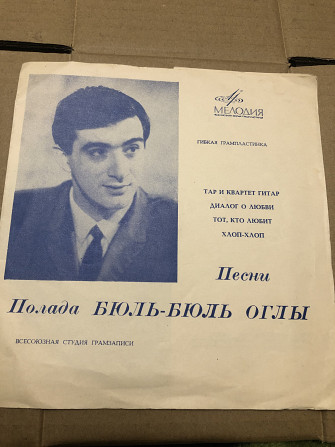 МЕЛОДИЯ
ГИБКАЯ ГРАМПЛАСТИНКА
ТАР И КВАРТЕТ ГИТАР
ДИАЛОГ О ЛЮБВИ
ТОТ, КТО ЛЮБИТ
ХЛОП-ХЛОП
Песни
Полада БЮЛЬ-БЮЛЬ ОГЛЫ
ВСЕСОЮЗНАЯ СТУДИЯ ГРАМЗАПИСИ